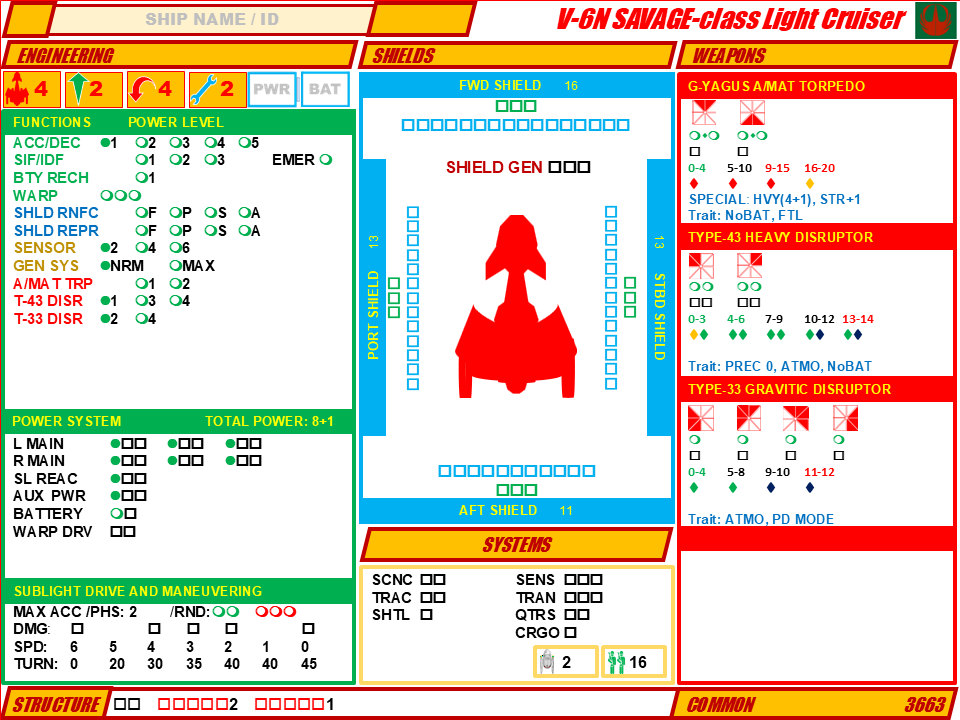 SHIP NAME / ID
V-6N SAVAGE-class Light Cruiser
ENGINEERING
4 2 4 2 PWR BAT
FUNCTIONS POWER LEVEL
ACC/DEC 1 2 3 4 5
SIF/IDF 1 2 3 EMER
BTY RECH 1
WARP
SHLD RNFC F P S A
SHLD REPR F P S A
SENSOR 2 4 6
GEN SYS NRM MAX
A/MAT TRP 1 2
T-43 DISR 1 3 4
T-33 DISR 2 4
POWER SYSTEM TOTAL POWER: 8+1
L MAIN
R MAIN
SL REAC
AUX PWR
BATTERY
WARP DRV
SUBLIGHT DRIVE AND MANEUVERING
MAX ACC /PHS: 2 /RND:
DMG:
SPD: 6 5 4 3 2 1 0
TURN: 0 20 30 35 40 40 45
SHIELDS
FWD SHIELD 16
SHIELD GEN
PORT SHIELD 13
13 STBD SHIELD
AFT SHIELD 11
SYSTEMS
SCNC SENS
TRAC TRAN
SHTL QTRS
CRGO
2 16
WEAPONS
G-YAGUS A/MAT TORPEDO
0-4 5-10 9-15 16-20
SPECIAL: HVY(4+1), STR+1
Trait: NoBAT, FTL
TYPE-43 HEAVY DISRUPTOR
0-3 4-6 7-9 10-12 13-14
Trait: PREC 0, ATMO, NoBAT
TYPE-33 GRAVITIC DISRUPTOR
0-4 5-8 9-10 11-12
Trait: ATMO, PD MODE
STRUCTURE 2 1
COMMON 3663